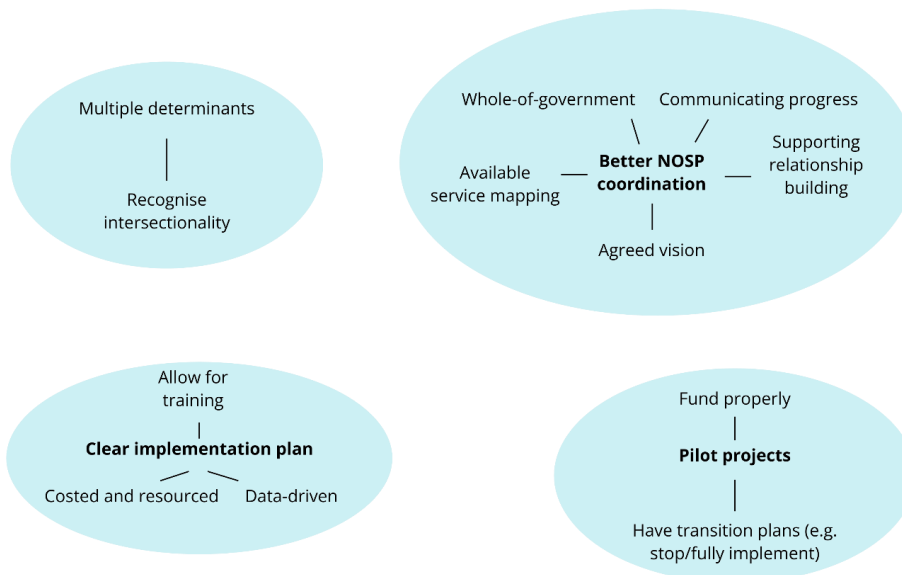 Multiple determinants
Recognise
intersectionality
Whole-of-government
Communicating progress
Better NOSP
coordination
Available
service mapping
Supporting
relationship
building
Agreed vision
Allow for
training
Clear implementation plan
Costed and resourced
Data-driven
Fund properly
Pilot projects
Have transition plans (e.g.
stop/fully implement)